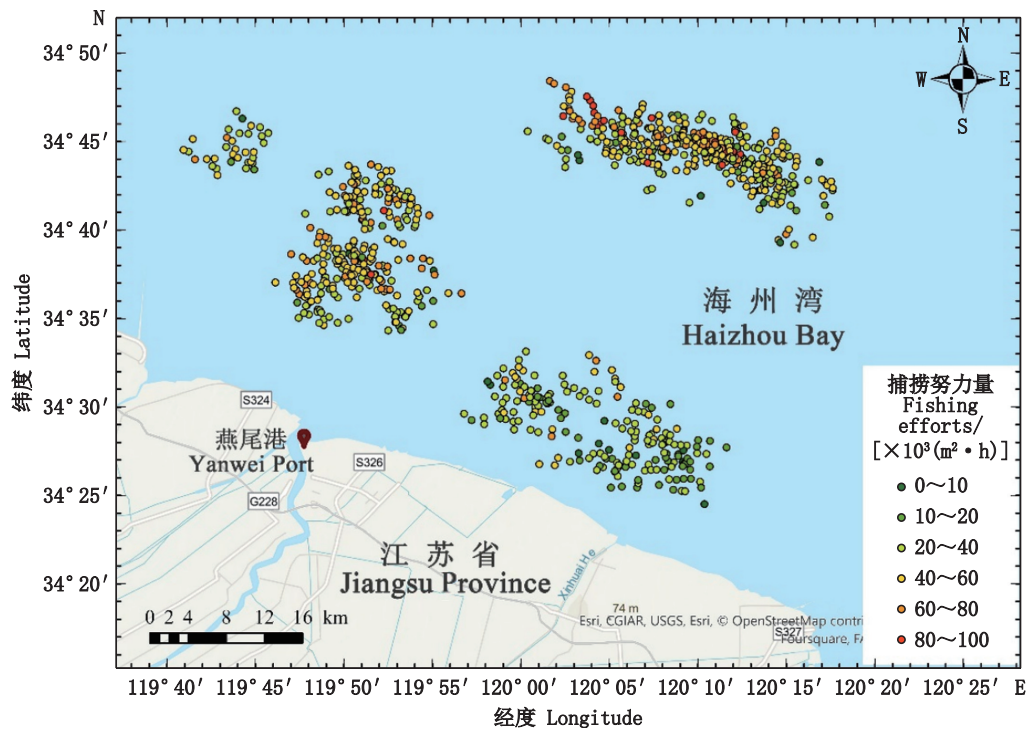 N
34°50′
34°45′
34°40′
34°35′
34°30′
34°25′
34°20′
纬度 Latitude
N
W
E
S
海州湾
Haizhou Bay
S324
燕尾港
Yanwei Port
S326
G228
江苏省
Jiangsu Province
Xinhuai He
74 m
Esri, CGIAR, USGS, Esri, © OpenStreetMap contri
S327
Foursquare, FA
0 2 4 8 12 16 km
捕捞努力量
Fishing
efforts/
[×10³(m²·h)]
0～10
10～20
20～40
40～60
60～80
80～100
119°40′ 119°45′ 119°50′ 119°55′ 120°00′ 120°05′ 120°10′ 120°15′ 120°20′ 120°25′ E
经度 Longitude